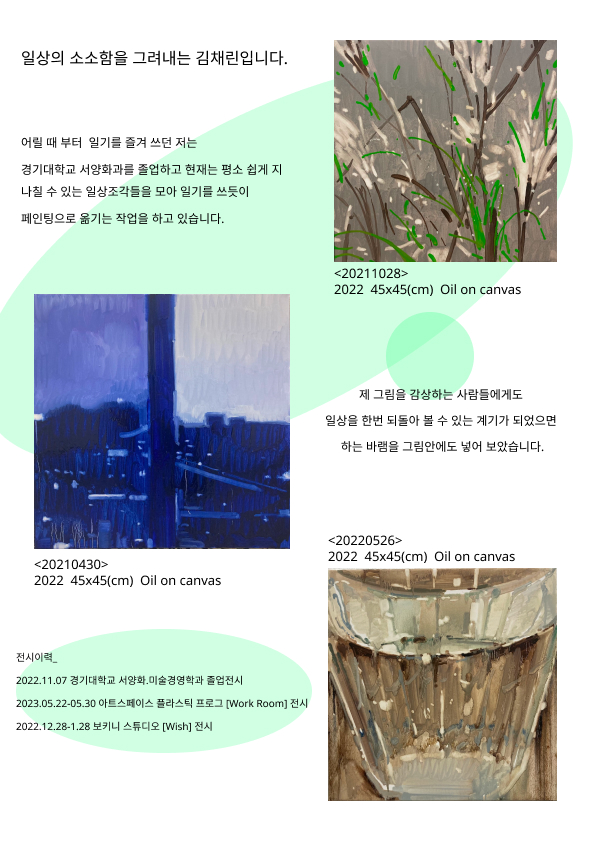 일상의 소소함을 그려내는 김채린입니다.
어릴 때 부터  일기를 즐겨 쓰던 저는
경기대학교 서양화과를 졸업하고 현재는 평소 쉽게 지
나칠 수 있는 일상조각들을 모아 일기를 쓰듯이
페인팅으로 옮기는 작업을 하고 있습니다.
<20211028>
2022  45x45(cm)  Oil on canvas
제 그림을 감상하는 사람들에게도
일상을 한번 되돌아 볼 수 있는 계기가 되었으면
하는 바램을 그림안에도 넣어 보았습니다.
<20210430>
2022  45x45(cm)  Oil on canvas
<20220526>
2022  45x45(cm)  Oil on canvas
전시이력_
2022.11.07 경기대학교 서양화.미술경영학과 졸업전시
2023.05.22-05.30 아트스페이스 플라스틱 프로그 [Work Room] 전시
2022.12.28-1.28 보키니 스튜디오 [Wish] 전시